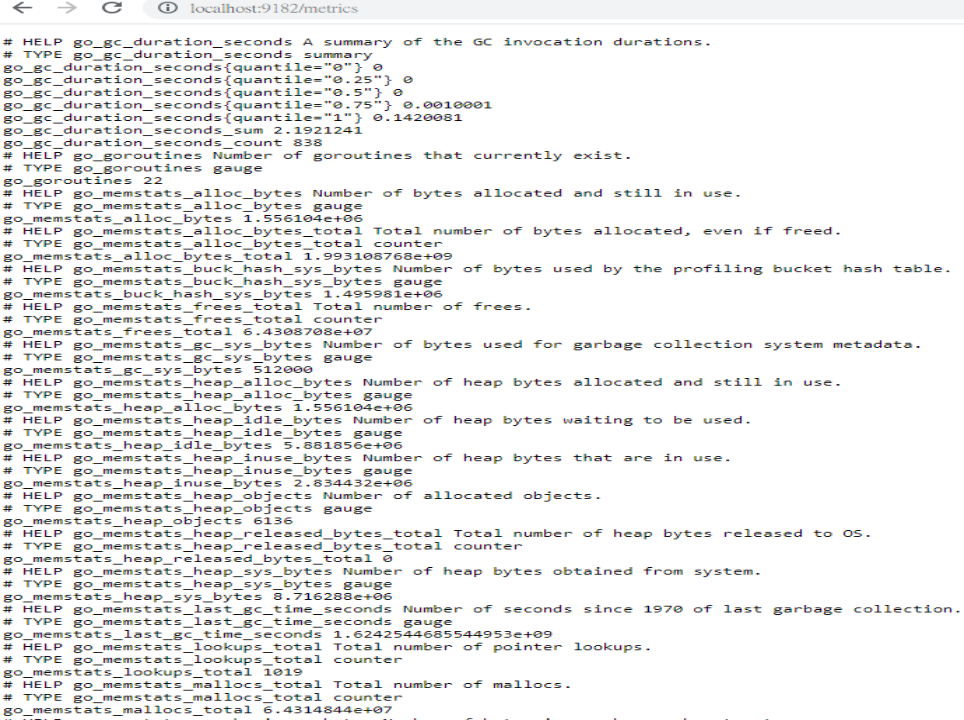 localhost:9182/metrics
# HELP go_gc_duration_seconds A summary of the GC invocation durations.
# TYPE go_gc_duration_seconds summary
go_gc_duration_seconds{quantile="0"} 0
go_gc_duration_seconds{quantile="0.25"} 0
go_gc_duration_seconds{quantile="0.5"} 0
go_gc_duration_seconds{quantile="0.75"} 0.0010001
go_gc_duration_seconds{quantile="1"} 0.1420081
go_gc_duration_seconds_sum 2.1921241
go_gc_duration_seconds_count 838
# HELP go_goroutines Number of goroutines that currently exist.
# TYPE go_goroutines gauge
go_goroutines 22
# HELP go_memstats_alloc_bytes Number of bytes allocated and still in use.
# TYPE go_memstats_alloc_bytes gauge
go_memstats_alloc_bytes 1.556104e+06
# HELP go_memstats_alloc_bytes_total Total number of bytes allocated, even if freed.
# TYPE go_memstats_alloc_bytes_total counter
go_memstats_alloc_bytes_total 1.993108768e+09
# HELP go_memstats_buck_hash_sys_bytes Number of bytes used by the profiling bucket hash table.
# TYPE go_memstats_buck_hash_sys_bytes gauge
go_memstats_buck_hash_sys_bytes 1.495981e+06
# HELP go_memstats_frees_total Total number of frees.
# TYPE go_memstats_frees_total counter
go_memstats_frees_total 6.4308708e+07
# HELP go_memstats_gc_sys_bytes Number of bytes used for garbage collection system metadata.
# TYPE go_memstats_gc_sys_bytes gauge
go_memstats_gc_sys_bytes 512000
# HELP go_memstats_heap_alloc_bytes Number of heap bytes allocated and still in use.
# TYPE go_memstats_heap_alloc_bytes gauge
go_memstats_heap_alloc_bytes 1.556104e+06
# HELP go_memstats_heap_idle_bytes Number of heap bytes waiting to be used.
# TYPE go_memstats_heap_idle_bytes gauge
go_memstats_heap_idle_bytes 5.881856e+06
# HELP go_memstats_heap_inuse_bytes Number of heap bytes that are in use.
# TYPE go_memstats_heap_inuse_bytes gauge
go_memstats_heap_inuse_bytes 2.834432e+06
# HELP go_memstats_heap_objects Number of allocated objects.
# TYPE go_memstats_heap_objects gauge
go_memstats_heap_objects 6136
# HELP go_memstats_heap_released_bytes_total Total number of heap bytes released to OS.
# TYPE go_memstats_heap_released_bytes_total counter
go_memstats_heap_released_bytes_total 0
# HELP go_memstats_heap_sys_bytes Number of heap bytes obtained from system.
# TYPE go_memstats_heap_sys_bytes gauge
go_memstats_heap_sys_bytes 8.716288e+06
# HELP go_memstats_last_gc_time_seconds Number of seconds since 1970 of last garbage collection.
# TYPE go_memstats_last_gc_time_seconds gauge
go_memstats_last_gc_time_seconds 1.6242544685544953e+09
# HELP go_memstats_lookups_total Total number of pointer lookups.
# TYPE go_memstats_lookups_total counter
go_memstats_lookups_total 1019
# HELP go_memstats_mallocs_total Total number of mallocs.
# TYPE go_memstats_mallocs_total counter
go_memstats_mallocs_total 6.4314844e+07